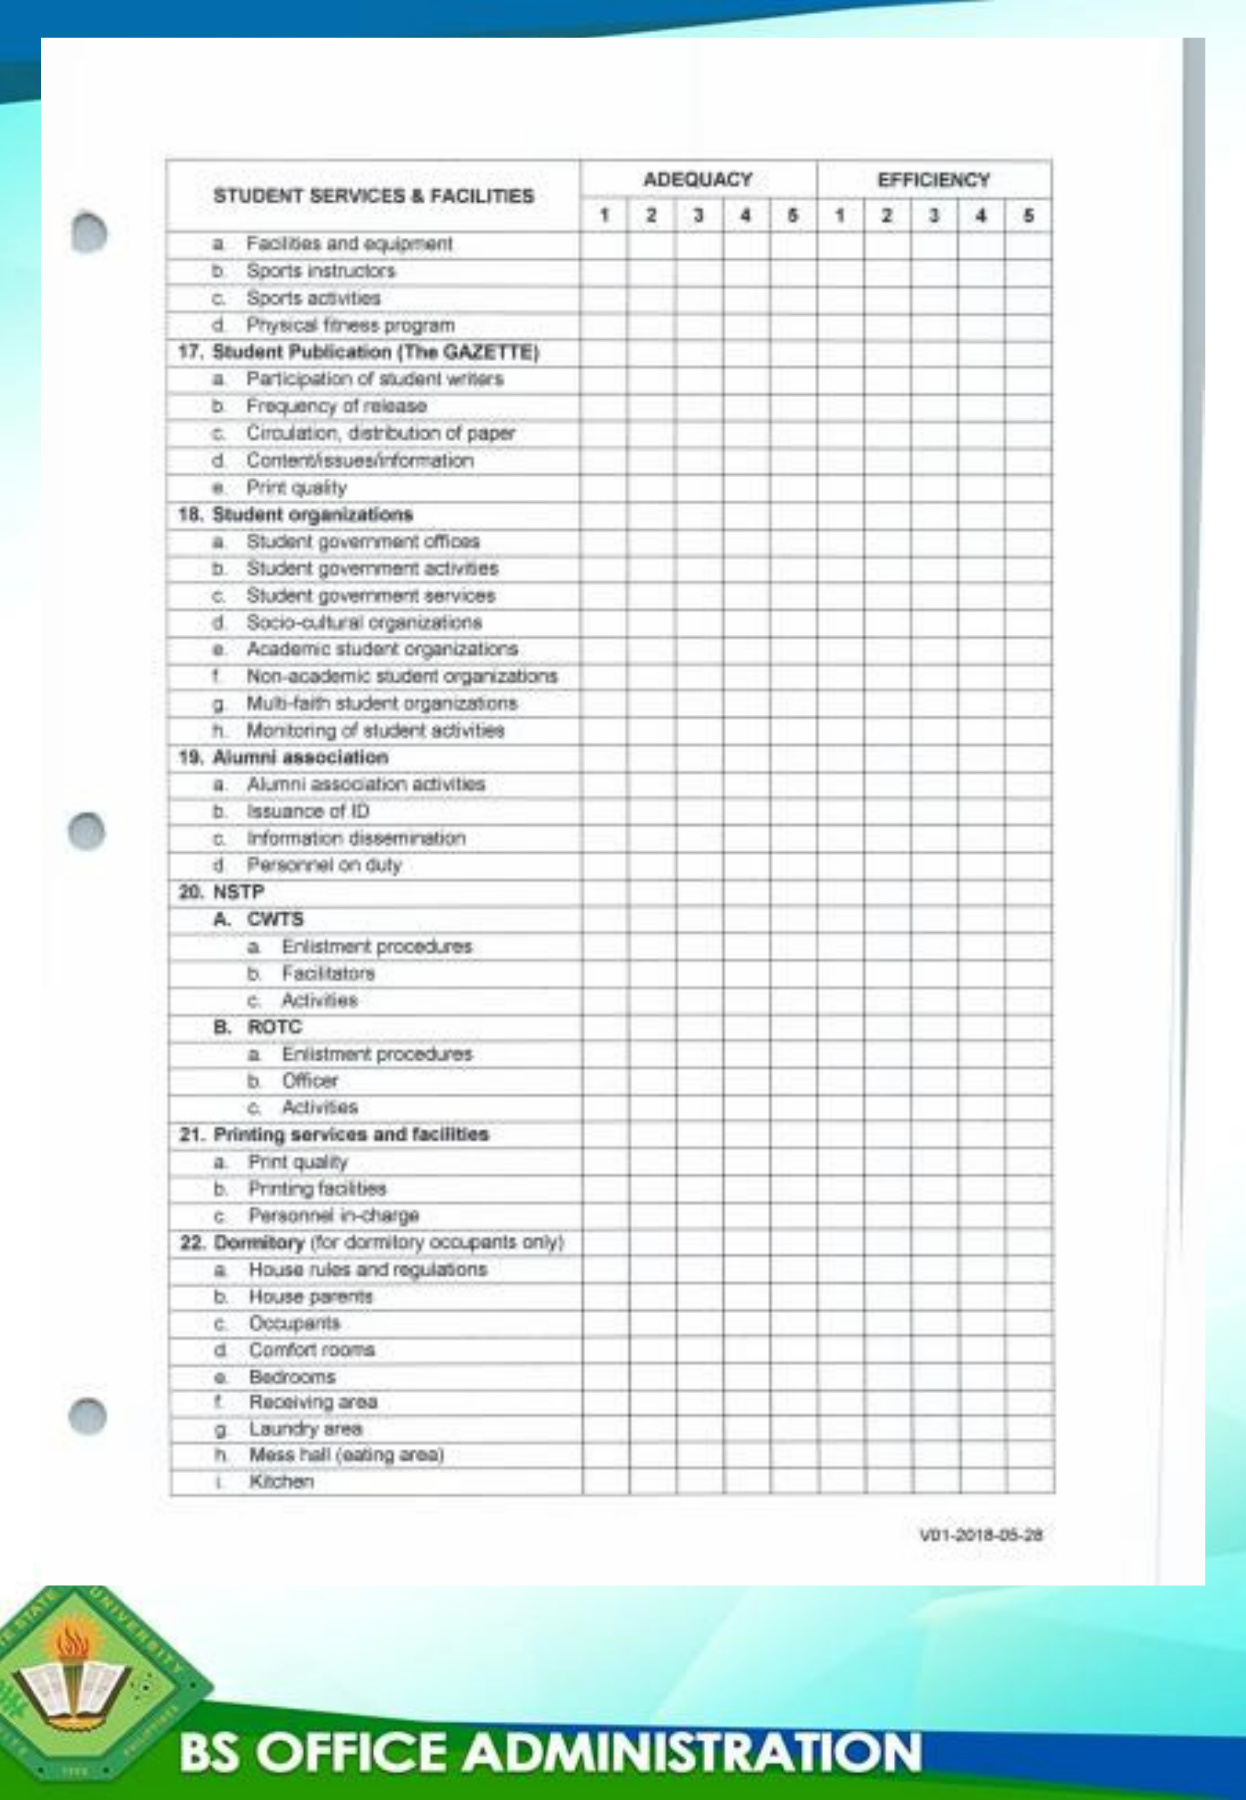 STUDENT SERVICES & FACILITIES
ADEQUACY
EFFICIENCY
1 2 3 4 5 1 2 3 4 5
a. Facilities and equipment
b. Sports instructors
c. Sports activities
d. Physical fitness program
17. Student Publication (The GAZETTE)
a. Participation of student writers
b. Frequency of release
c. Circulation, distribution of paper
d. Content/issues/information
e. Print quality
18. Student organizations
a. Student government offices
b. Student government activities
c. Student government services
d. Socio-cultural organizations
e. Academic student organizations
f. Non-academic student organizations
g. Multi-faith student organizations
h. Monitoring of student activities
19. Alumni association
a. Alumni association activities
b. Issuance of ID
c. Information dissemination
d. Personnel on duty
20. NSTP
A. CWTS
a. Enlistment procedures
b. Facilitators
c. Activities
B. ROTC
a. Enlistment procedures
b. Officer
c. Activities
21. Printing services and facilities
a. Print quality
b. Printing facilities
c. Personnel in-charge
22. Dormitory (for dormitory occupants only)
a. House rules and regulations
b. House parents
c. Occupants
d. Comfort rooms
e. Bedrooms
f. Receiving area
g. Laundry area
h. Mess hall (eating area)
i. Kitchen
V01-2018-05-28
STATE UNIVERSITY
PHILIPPINES
BS OFFICE ADMINISTRATION